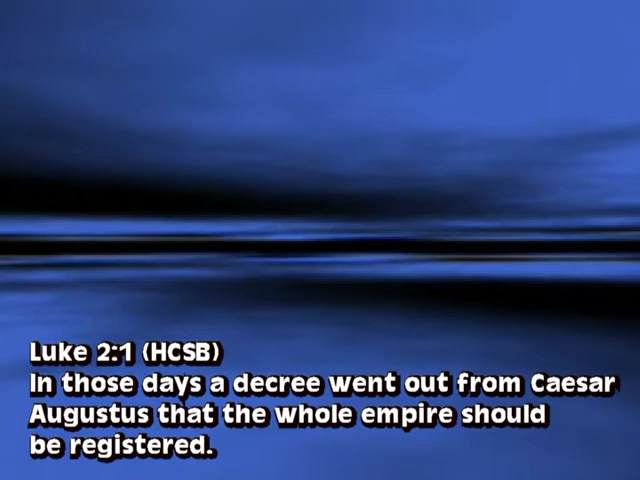 Luke 2:1 (HCSB)
In those days a decree went out from Caesar
Augustus that the whole empire should
be registered.